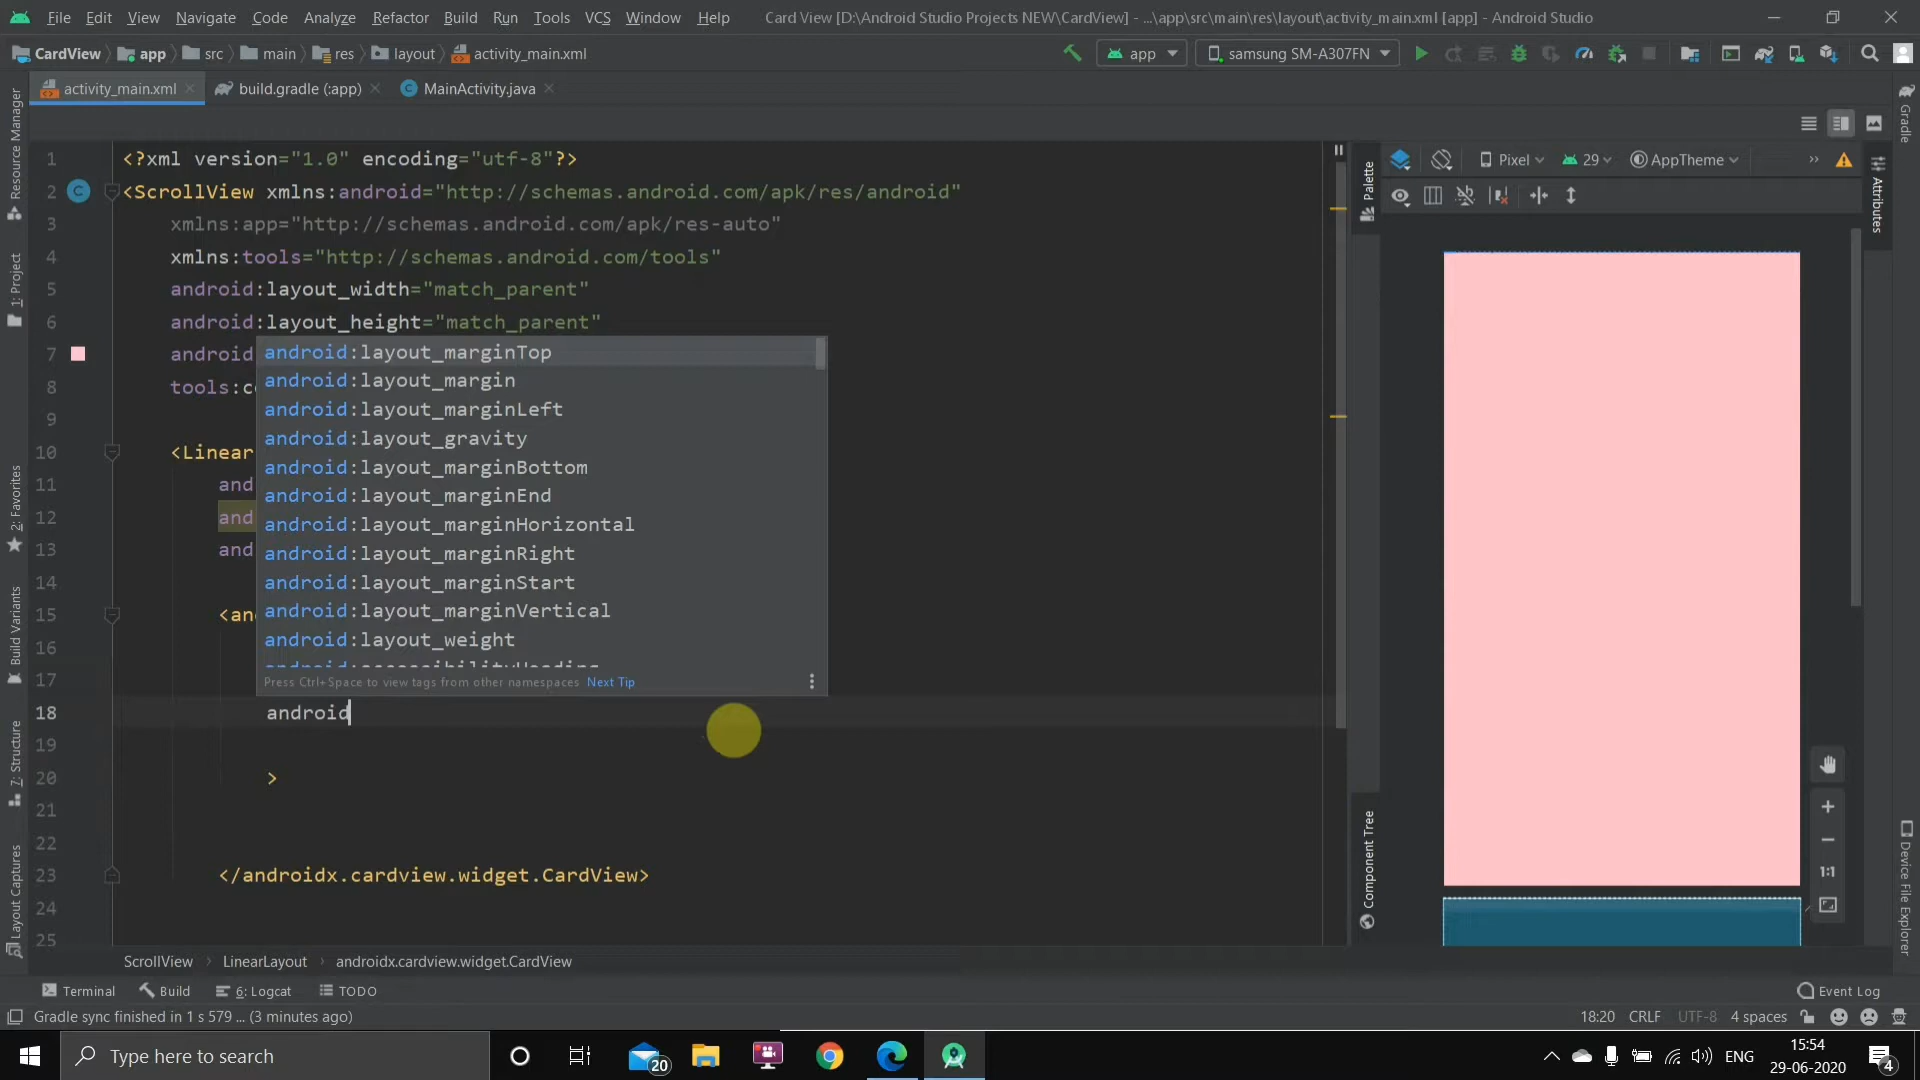 File Edit View Navigate Code Analyze Refactor Build Run Tools VCS Window Help Card View [D:\Android Studio Projects NEW\CardView] - ...\app\src\main\res\layout\activity_main.xml [app] - Android Studio
CardView app src main res layout activity_main.xml app samsung SM-A307FN
activity_main.xml build.gradle (:app) MainActivity.java
Resource Manager
1: Project
2: Favorites
Build Variants
7: Structure
Layout Captures
1 <?xml version="1.0" encoding="utf-8"?>
2 <ScrollView xmlns:android="http://schemas.android.com/apk/res/android"
3 xmlns:app="http://schemas.android.com/apk/res-auto"
4 xmlns:tools="http://schemas.android.com/tools"
5 android:layout_width="match_parent"
6 android:layout_height="match_parent"
7 android
8 tools:co
9
10 <Linear
11 and
12 and
13 and
14
15 <and
16
17
android:layout_marginTop
android:layout_margin
android:layout_marginLeft
android:layout_gravity
android:layout_marginBottom
android:layout_marginEnd
android:layout_marginHorizontal
android:layout_marginRight
android:layout_marginStart
android:layout_marginVertical
android:layout_weight
android:accessibilityHeading
Press Ctrl+Space to view tags from other namespaces Next Tip
18 android
19
20 >
21
22
23 </androidx.cardview.widget.CardView>
24
25
Palette
Component Tree
Pixel 29 AppTheme
1:1
Gradle
Attributes
Device File Explorer
ScrollView LinearLayout androidx.cardview.widget.CardView
Terminal Build 6: Logcat TODO Event Log
Gradle sync finished in 1 s 579 ... (3 minutes ago) 18:20 CRLF UTF-8 4 spaces
Type here to search 20 ENG 15:54
29-06-2020 4